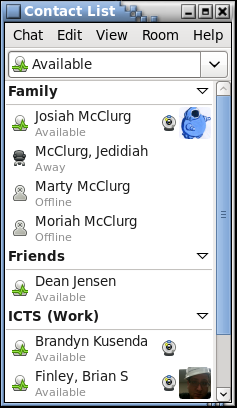 Contact List
Chat Edit View Room Help
Available
Family
Josiah McClurg
Available
McClurg, Jedidiah
Away
Marty McClurg
Offline
Moriah McClurg
Offline
Friends
Dean Jensen
Available
ICTS (Work)
Brandyn Kusenda
Available
Finley, Brian S
Available